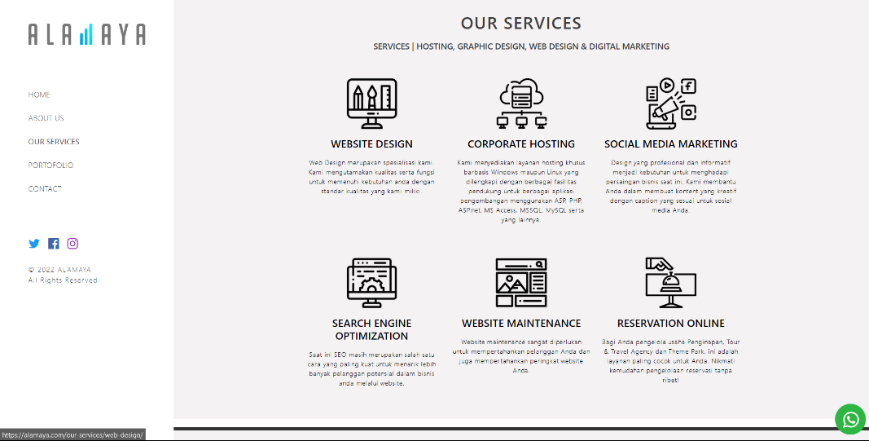 ALAMAYA
HOME
ABOUT US
OUR SERVICES
PORTOFOLIO
CONTACT
© 2022 ALAMAYA
All Rights Reserved
OUR SERVICES
SERVICES | HOSTING, GRAPHIC DESIGN, WEB DESIGN & DIGITAL MARKETING
WEBSITE DESIGN
Web Design merupakan spesialisasi kami.
Kami mengutamakan kualitas serta fungsi
untuk memenuhi kebutuhan anda dengan
standar kualitas yang kami miliki.
CORPORATE HOSTING
Kami menyediakan layanan hosting khusus
berbasis Windows maupun Linux yang
dilengkapi dengan berbagai fasilitas
pendukung untuk berbagai aplikasi
pengembangan menggunakan ASP, PHP,
ASP.net, MS Access, MSSQL, MySQL serta
yang lainnya.
SOCIAL MEDIA MARKETING
Design yang profesional dan informatif
menjadi kebutuhan untuk menghadapi
persaingan bisnis saat ini. Kami membantu
Anda dalam membuat kontent yang kreatif
dengan caption yang sesuai untuk sosial
media Anda.
SEARCH ENGINE
OPTIMIZATION
Saat ini SEO masih merupakan salah satu
cara yang paling kuat untuk menarik lebih
banyak pelanggan potensial dalam bisnis
anda melalui website.
WEBSITE MAINTENANCE
Website maintenance sangat diperlukan
untuk mempertahankan pelanggan Anda dan
juga mempertahankan peringkat website
Anda.
RESERVATION ONLINE
Bagi Anda pengelola usaha Penginapan, Tour
& Travel Agency dan Theme Park, ini adalah
layanan paling cocok untuk Anda. Nikmati
kemudahan pengelolaan reservasi tanpa
ribet!
https://alamaya.com/our-services/web-design/